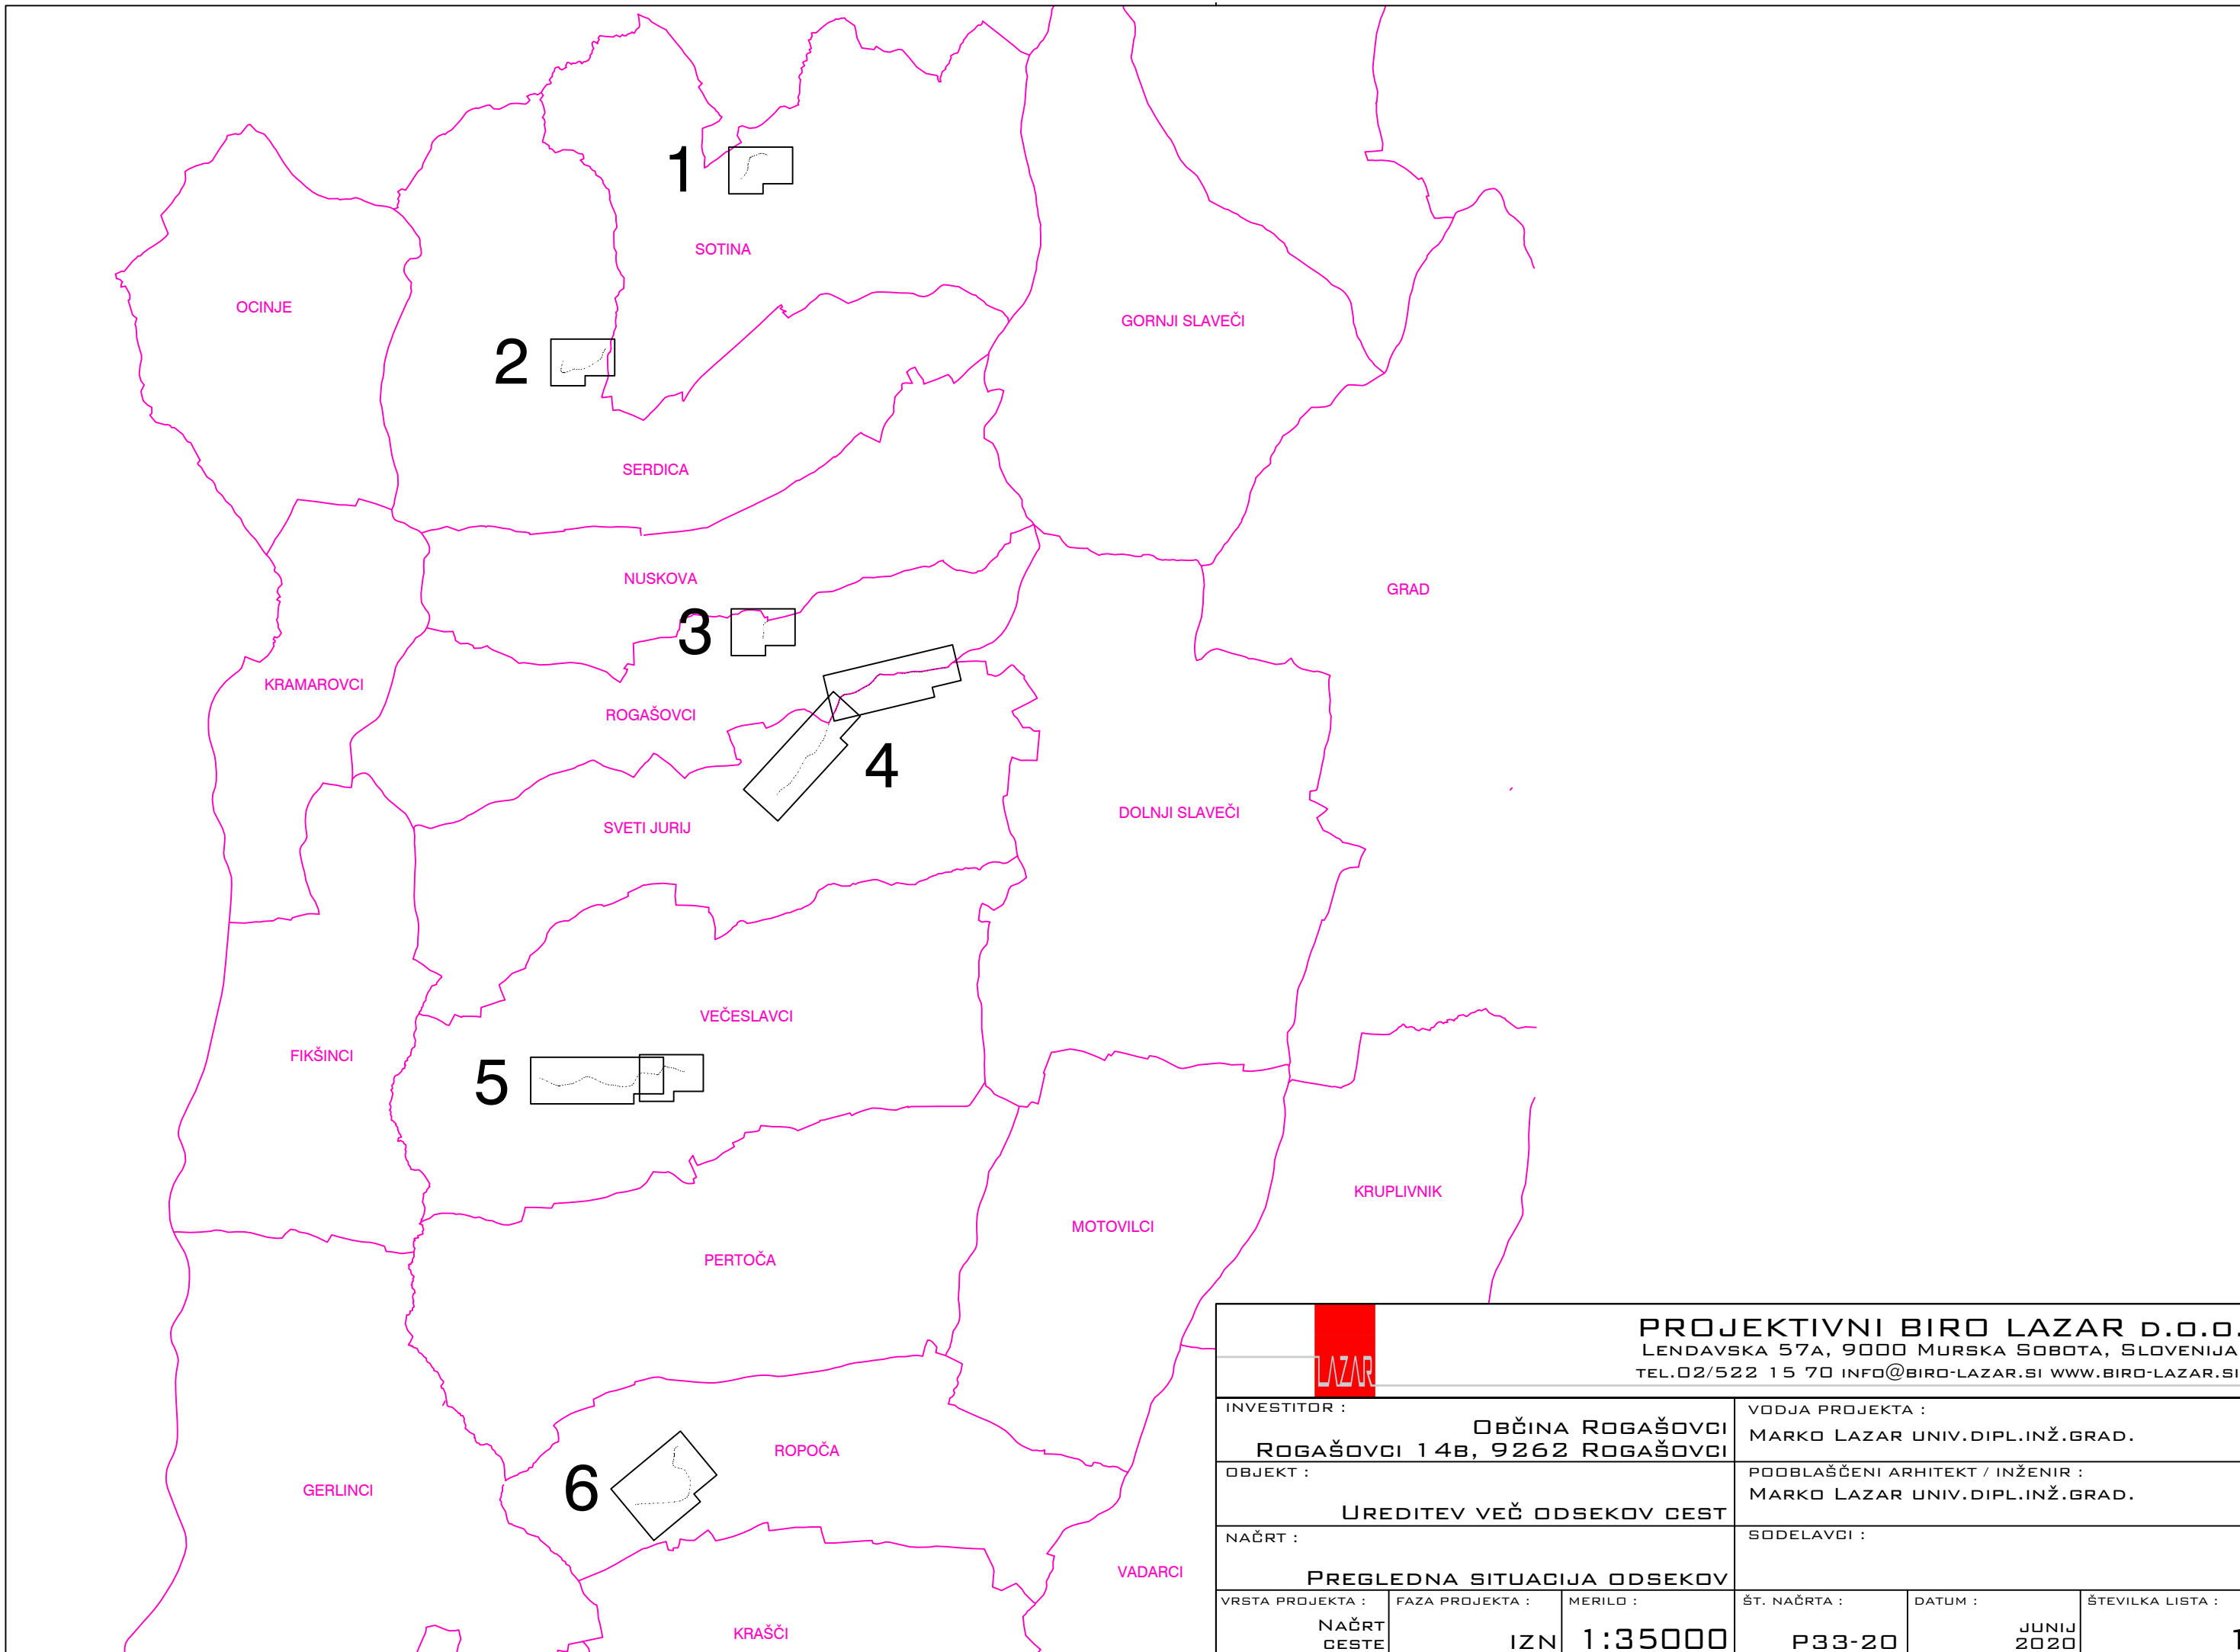 1
SOTINA
OCINJE
GORNJI SLAVEČI
2
SERDICA
NUSKOVA
GRAD
3
KRAMAROVCI
ROGAŠOVCI
4
DOLNJI SLAVEČI
SVETI JURIJ
VEČESLAVCI
FIKŠINCI
5
KRUPLIVNIK
MOTOVILCI
PERTOČA
ROPOČA
6
GERLINCI
VADARCI
KRAŠČI
LAZAR
PROJEKTIVNI BIRO LAZAR D.O.O.
LENDAVSKA 57A, 9000 MURSKA SOBOTA, SLOVENIJA
TEL.02/522 15 70 INFO@BIRO-LAZAR.SI WWW.BIRO-LAZAR.SI
INVESTITOR :
OBČINA ROGAŠOVCI
ROGAŠOVCI 14B, 9262 ROGAŠOVCI
VODJA PROJEKTA :
MARKO LAZAR UNIV.DIPL.INŽ.GRAD.
OBJEKT :
UREDITEV VEČ ODSEKOV CEST
POOBLAŠČENI ARHITEKT / INŽENIR :
MARKO LAZAR UNIV.DIPL.INŽ.GRAD.
NAČRT :
PREGLEDNA SITUACIJA ODSEKOV
SODELAVCI :
VRSTA PROJEKTA :
NAČRT
CESTE
FAZA PROJEKTA :
IZN
MERILO :
1:35000
ŠT. NAČRTA :
P33-20
DATUM :
JUNIJ
2020
ŠTEVILKA LISTA :